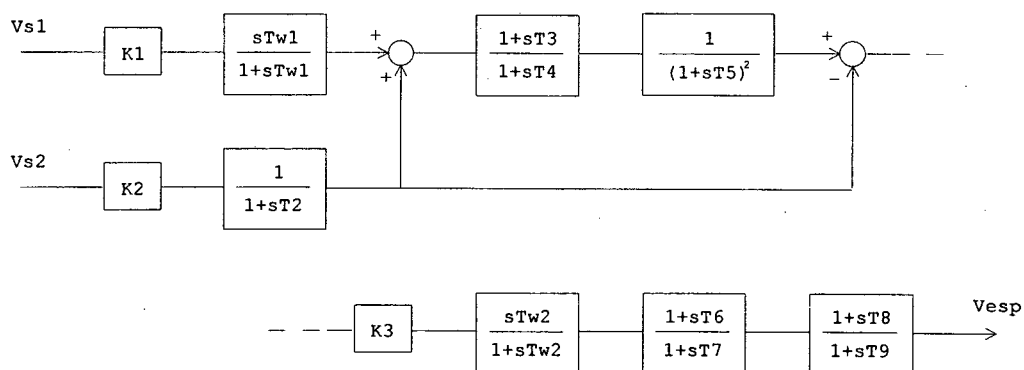 Vs1
K1
sTw1
1+sTw1
+
+
1+sT3
1+sT4
1
(1+sT5)²
+
−
Vs2
K2
1
1+sT2
K3
sTw2
1+sTw2
1+sT6
1+sT7
1+sT8
1+sT9
Vesp